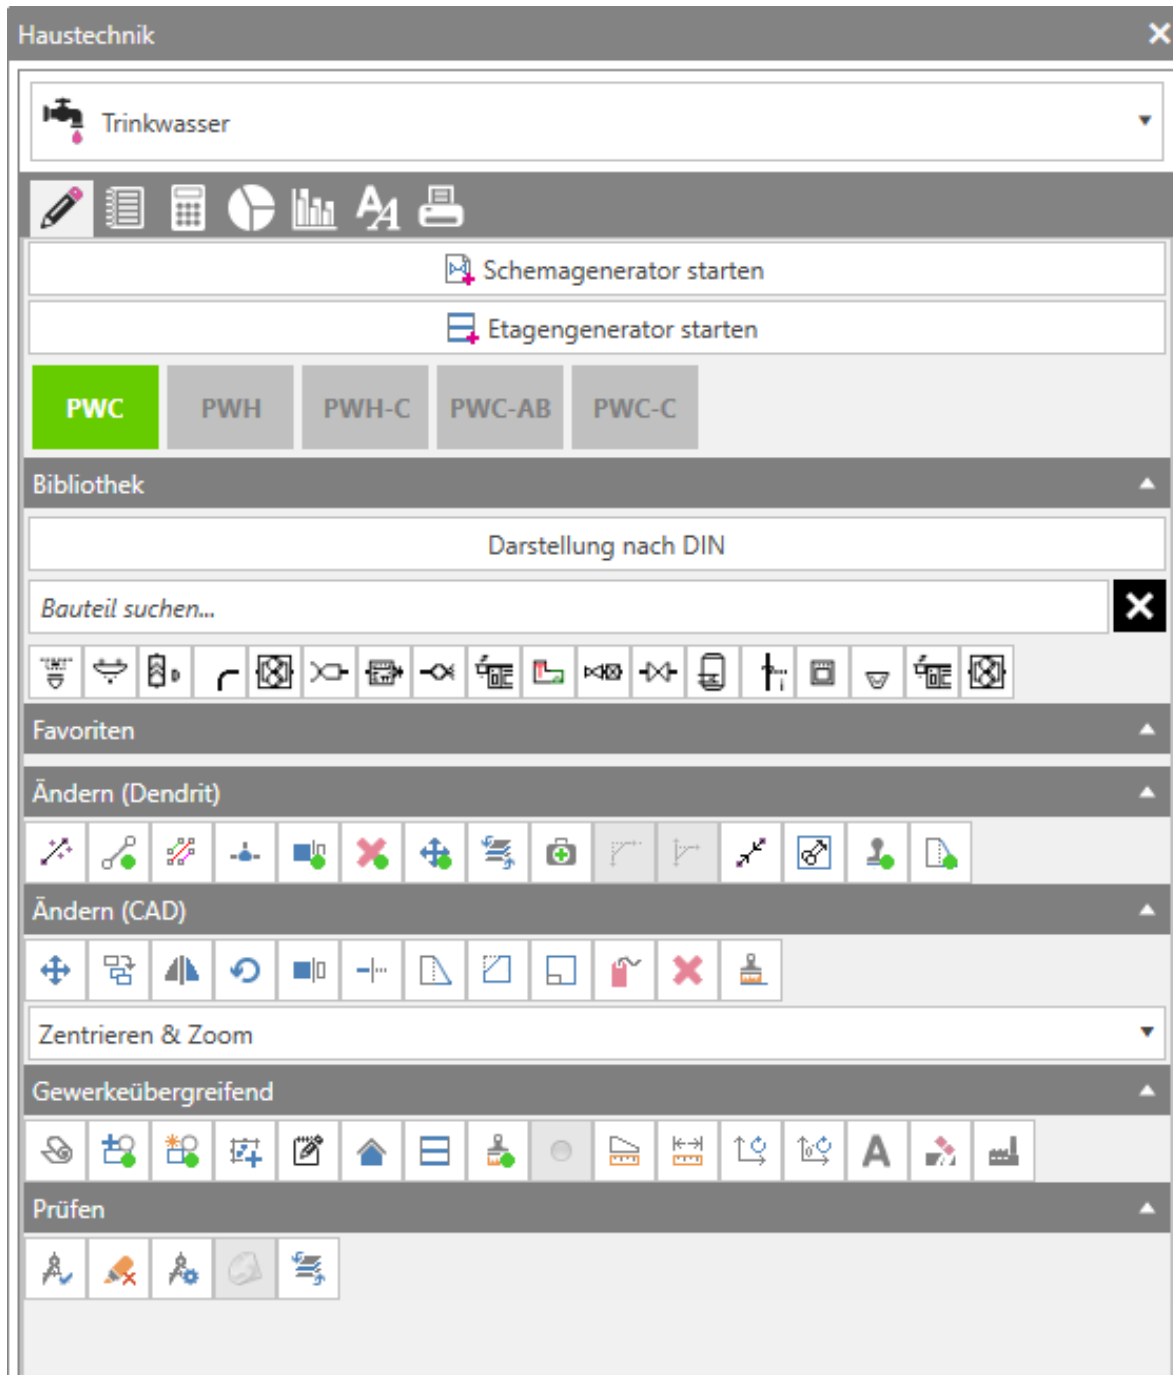 Haustechnik
Trinkwasser
Schemagenerator starten
Etagengenerator starten
PWC PWH PWH-C PWC-AB PWC-C
Bibliothek
Darstellung nach DIN
Bauteil suchen...
Favoriten
Ändern (Dendrit)
Ändern (CAD)
Zentrieren & Zoom
Gewerkeübergreifend
Prüfen